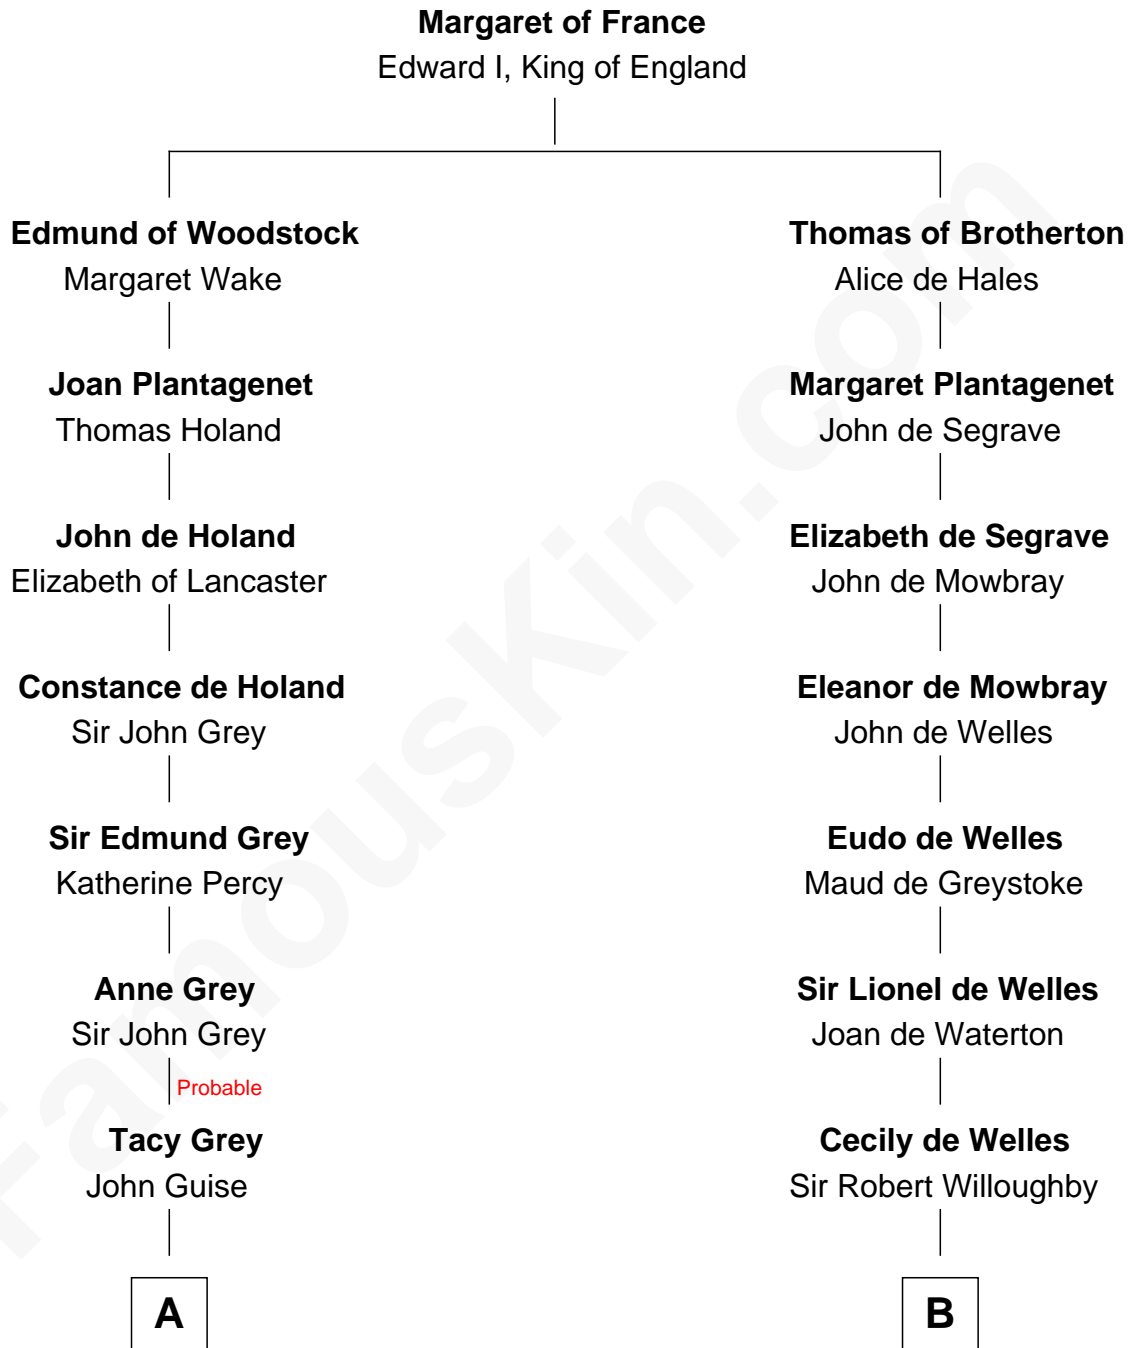 Margaret of France
Edward I, King of England
Edmund of Woodstock
Margaret Wake
Joan Plantagenet
Thomas Holand
John de Holand
Elizabeth of Lancaster
Constance de Holand
Sir John Grey
Sir Edmund Grey
Katherine Percy
Anne Grey
Sir John Grey
Probable
Tacy Grey
John Guise
A
Thomas of Brotherton
Alice de Hales
Margaret Plantagenet
John de Segrave
Elizabeth de Segrave
John de Mowbray
Eleanor de Mowbray
John de Welles
Eudo de Welles
Maud de Greystoke
Sir Lionel de Welles
Joan de Waterton
Cecily de Welles
Sir Robert Willoughby
B
FamousKin.com